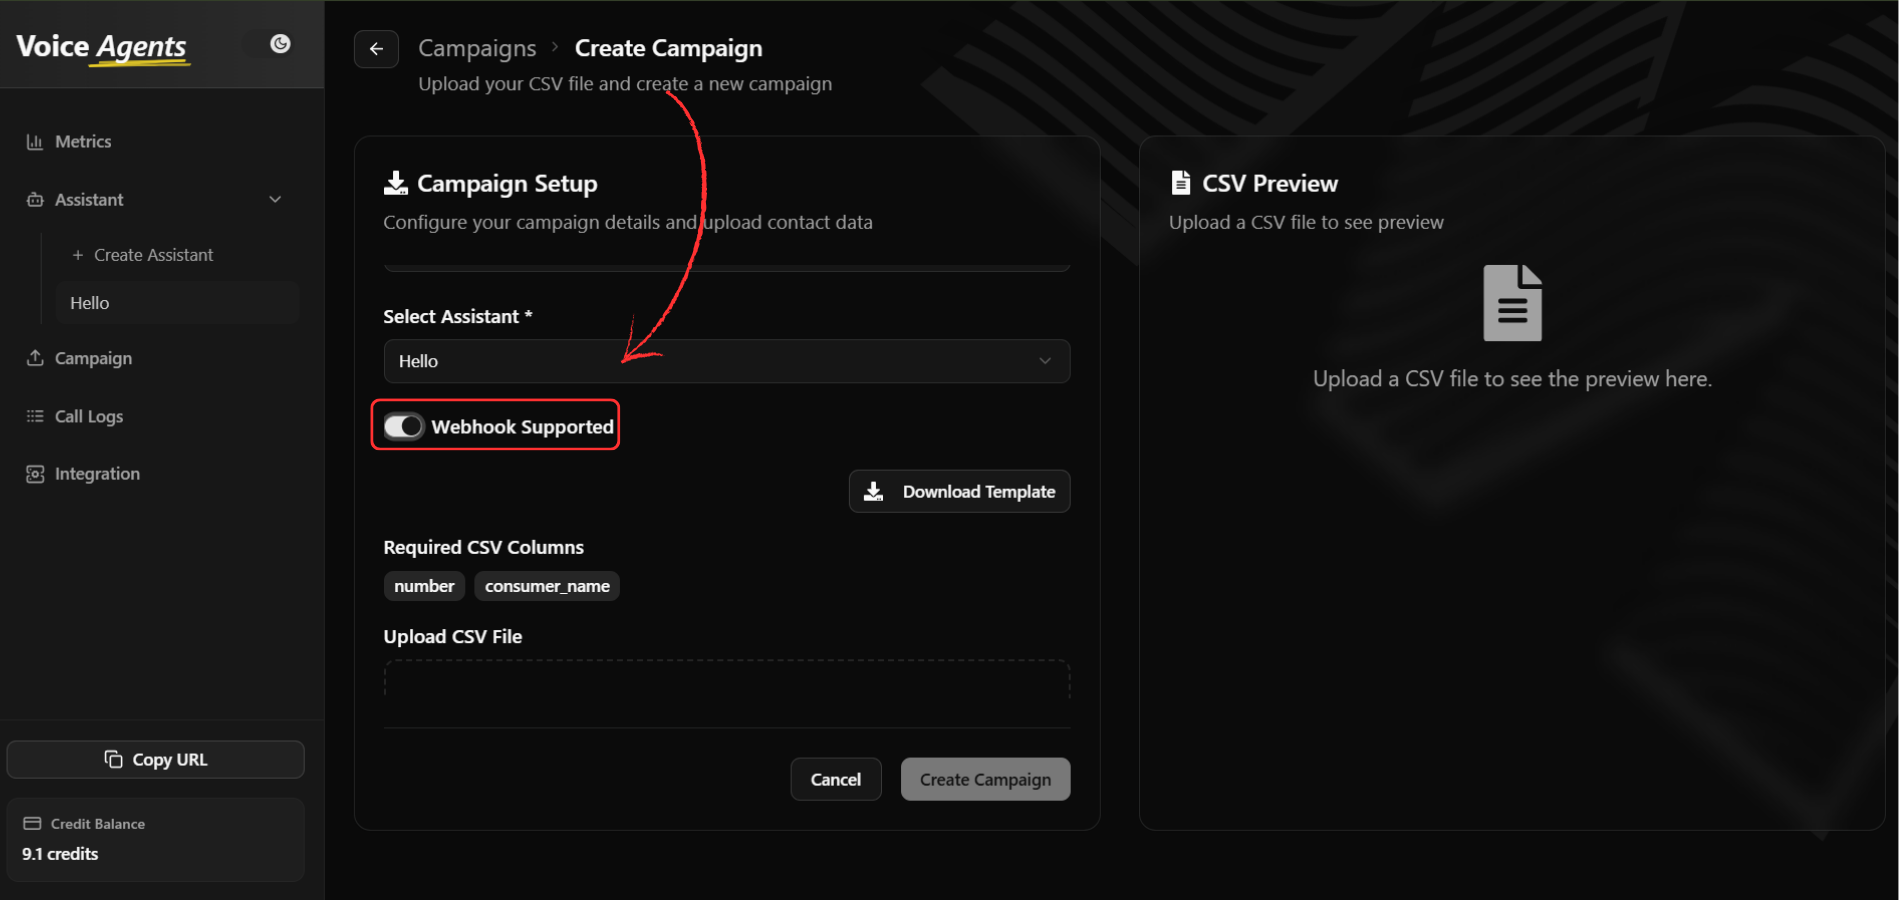 Voice Agents
Metrics
Assistant
+ Create Assistant
Hello
Campaign
Call Logs
Integration
Copy URL
Credit Balance
9.1 credits
Campaigns > Create Campaign
Upload your CSV file and create a new campaign
Campaign Setup
Configure your campaign details and upload contact data
Select Assistant *
Hello
Webhook Supported
Download Template
Required CSV Columns
number consumer_name
Upload CSV File
Cancel Create Campaign
CSV Preview
Upload a CSV file to see preview
Upload a CSV file to see the preview here.